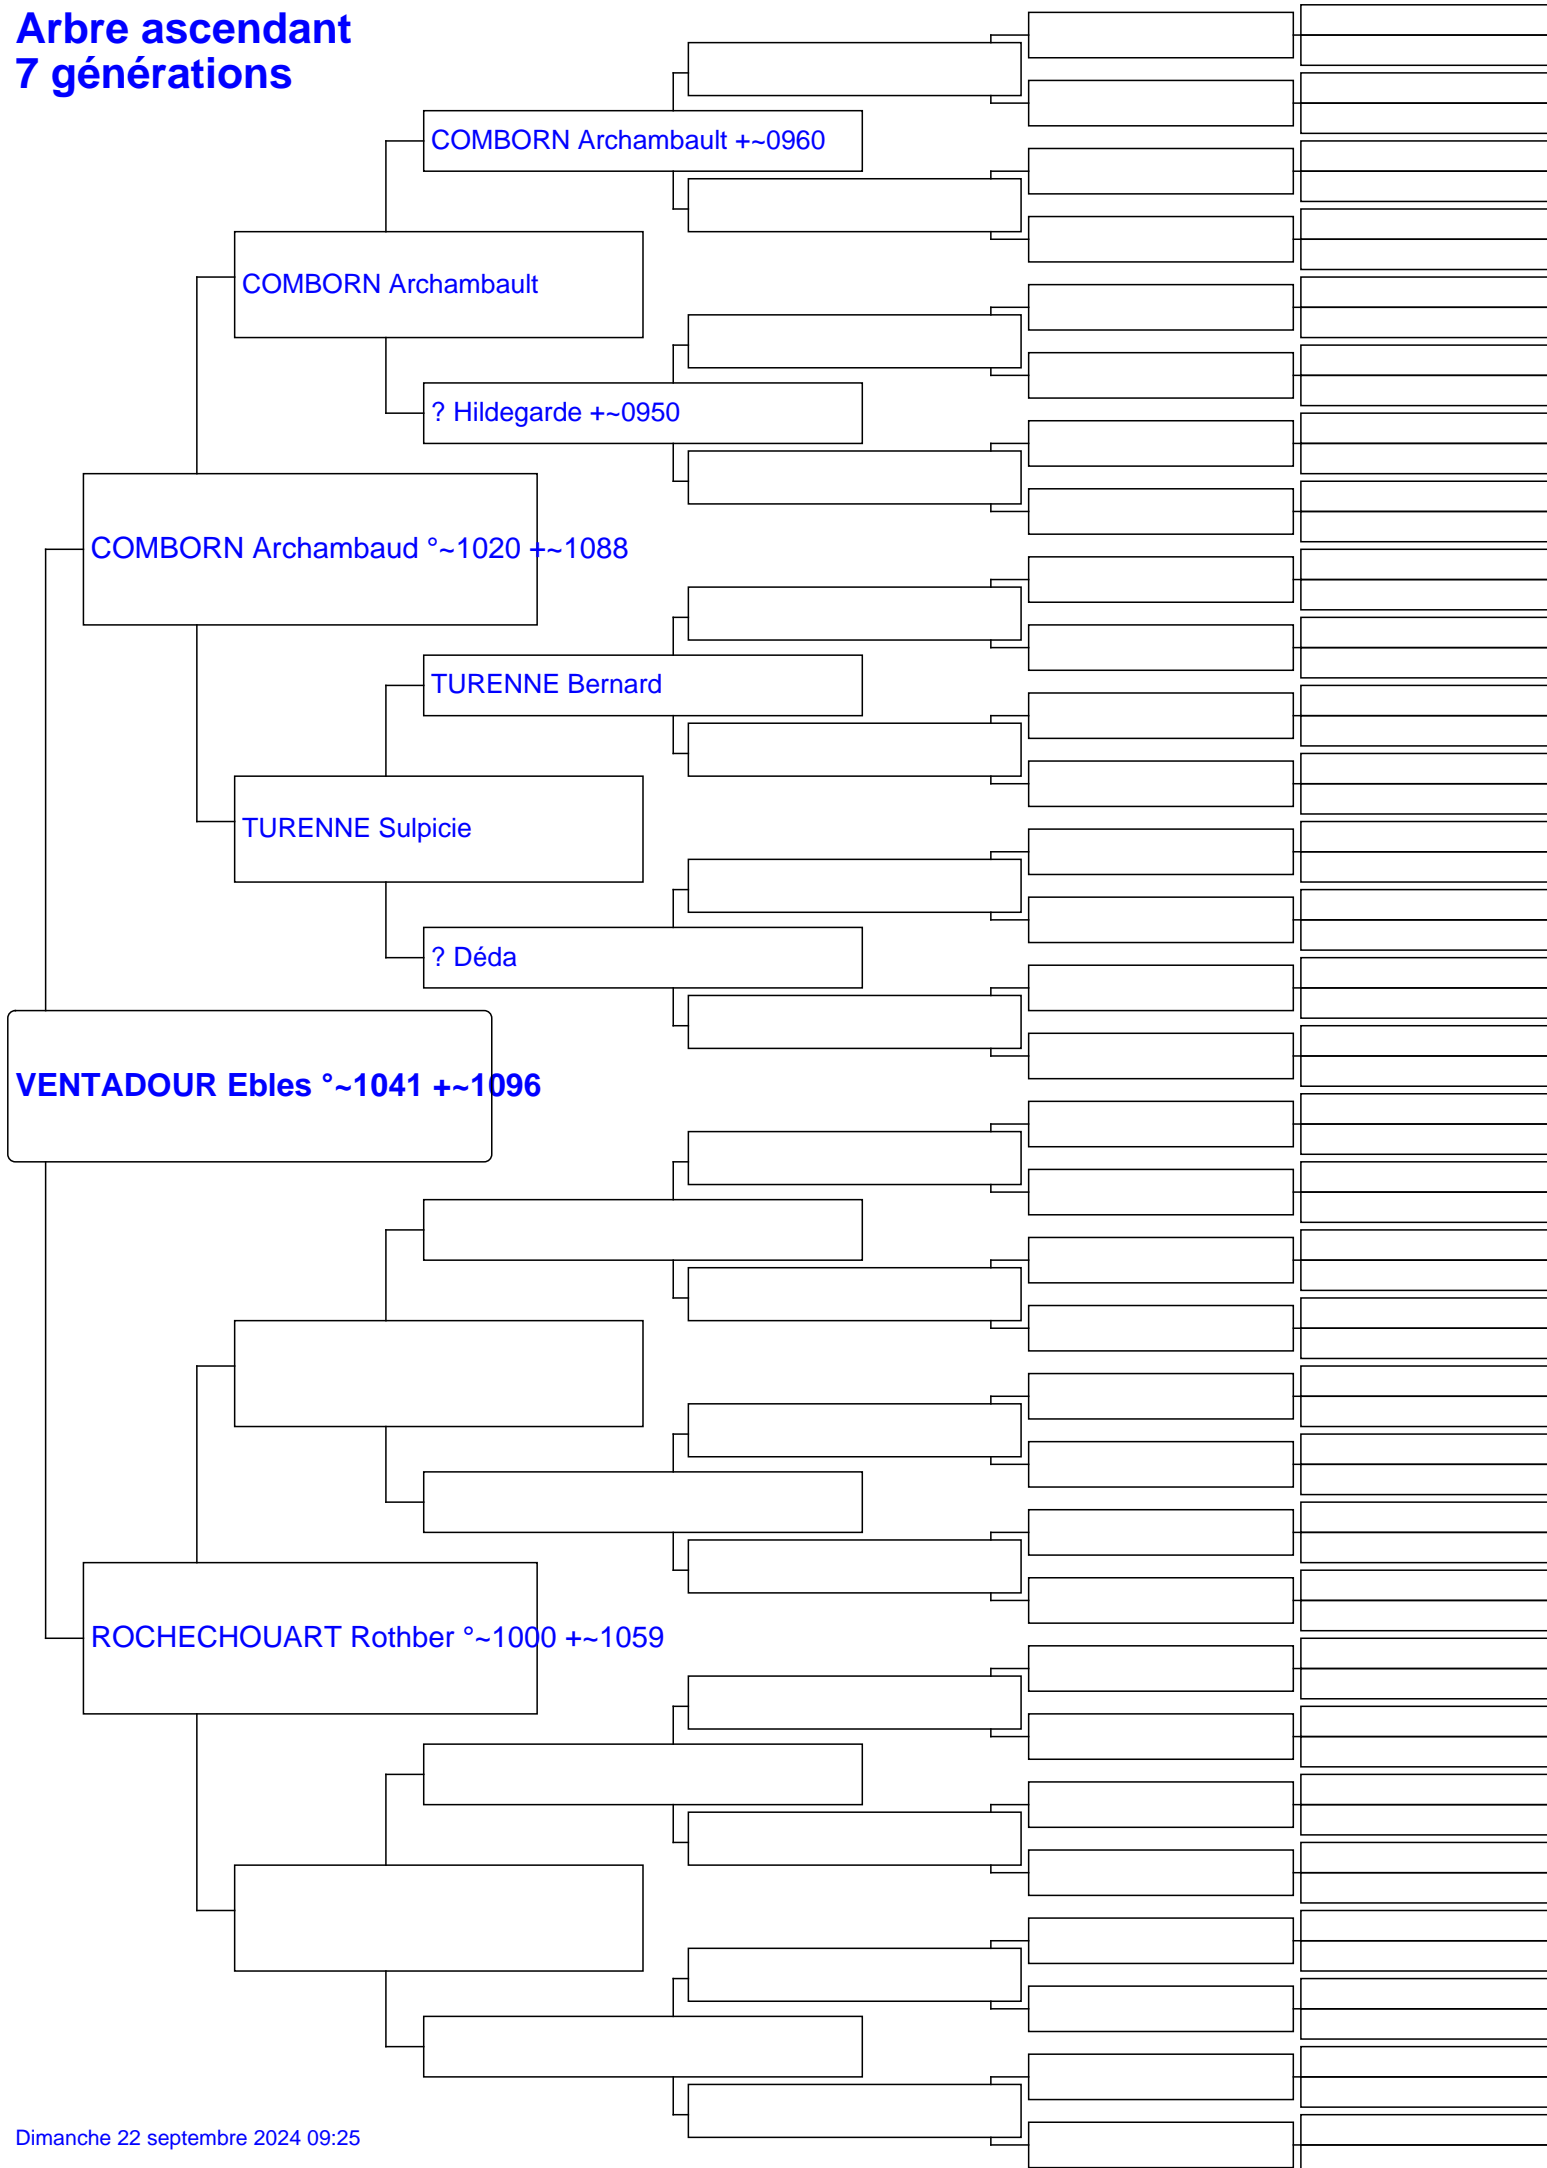 Arbre ascendant
7 générations
COMBORN Archambault +~0960
COMBORN Archambault
? Hildegarde +~0950
COMBORN Archambaud °~1020 +~1088
TURENNE Bernard
TURENNE Sulpicie
? Déda
VENTADOUR Ebles °~1041 +~1096
ROCHECHOUART Rothber °~1000 +~1059
Dimanche 22 septembre 2024 09:25